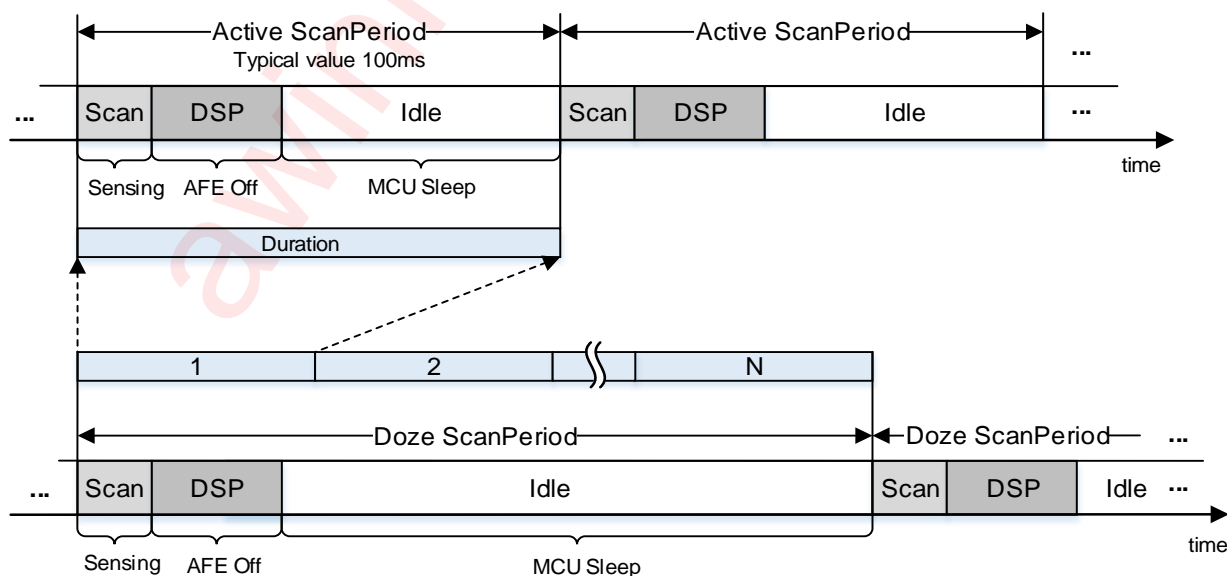 Active ScanPeriod Active ScanPeriod
Typical value 100ms
...
... Scan DSP Idle Scan DSP Idle ...
time
Sensing AFE Off MCU Sleep
Duration
1 2 N
Doze ScanPeriod Doze ScanPeriod ...
... Scan DSP Idle Scan DSP Idle ...
time
Sensing AFE Off MCU Sleep
awin